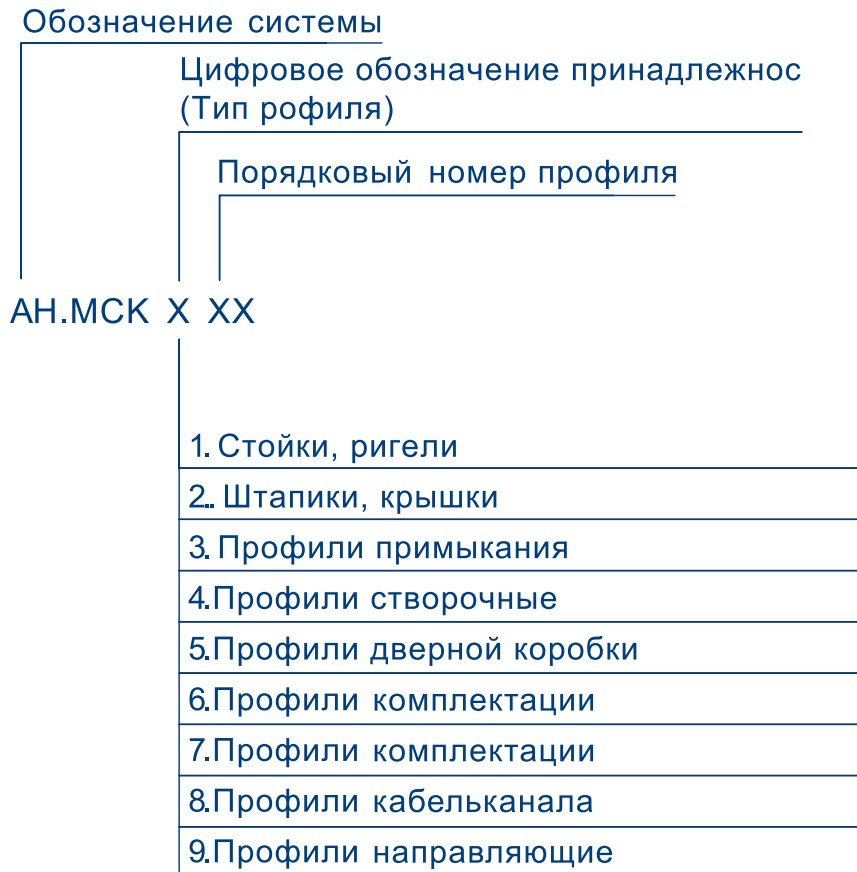 Обозначение системы
Цифровое обозначение принадлежнос
(Тип рофиля)
Порядковый номер профиля
АН.МСК Х ХХ
1. Стойки, ригели
2.. Штапики, крышки
3. Профили примыкания
4.Профили створочные
5.Профили дверной коробки
6.Профили комплектации
7.Профили комплектации
8.Профили кабельканала
9.Профили направляющие